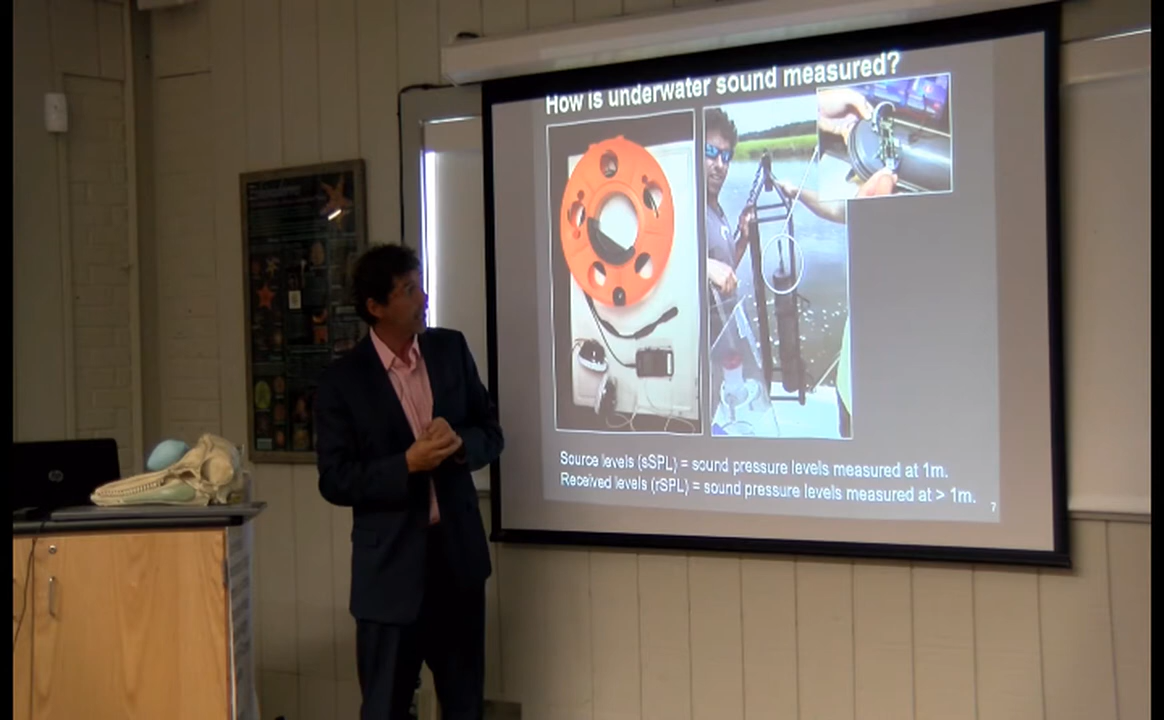 How is underwater sound measured?
Source levels (sSPL) = sound pressure levels measured at 1m.
Received levels (rSPL) = sound pressure levels measured at > 1m.
7
hp